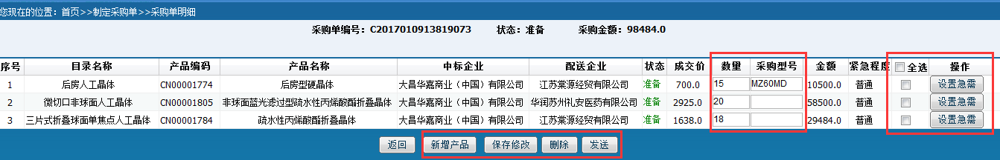 您现在的位置：首页>>制定采购单>>采购单明细
采购单编号：C2017010913819073 状态：准备 采购金额：98484.0
序号 目录名称 产品编码 产品名称 中标企业 配送企业 状态 成交价 数量 采购型号 金额 紧急程度 全选 操作
1 后房人工晶体 CN00001774 后房型硬晶体 大昌华嘉商业（中国）有限公司 江苏棠源经贸有限公司 准备 700.0 15 MZ60MD 10500.0 普通 设置急需
2 微切口非球面人工晶体 CN00001805 非球面蓝光滤过型疏水性丙烯酸酯折叠晶体 大昌华嘉商业（中国）有限公司 华润苏州礼安医药有限公司 准备 2925.0 20 58500.0 普通 设置急需
3 三片式折叠球面单焦点人工晶体 CN00001784 疏水性丙烯酸酯折叠晶体 大昌华嘉商业（中国）有限公司 江苏棠源经贸有限公司 准备 1638.0 18 29484.0 普通 设置急需
返回 新增产品 保存修改 删除 发送